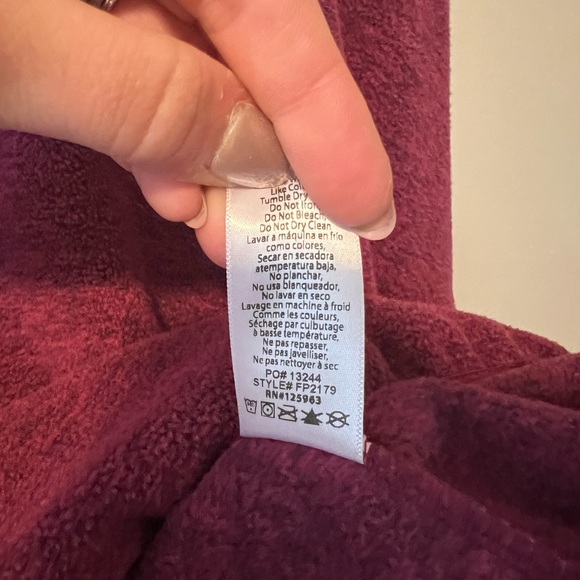 Like
Tumble Dry
Do Not Iron
Do Not Bleach,
Do Not Dry Clean
Lavar a máquina en frío
como colores,
Secar en secadora
atemperatura baja,
No planchar,
No usa blanqueador,
No lavar en seco
Lavage en machine à froid
Comme les couleurs,
Séchage par culbutage
à basse température,
Ne pas repasser,
Ne pas javelliser,
Ne pas nettoyer à sec
PO# 13244
STYLE# FP2179
RN#125963